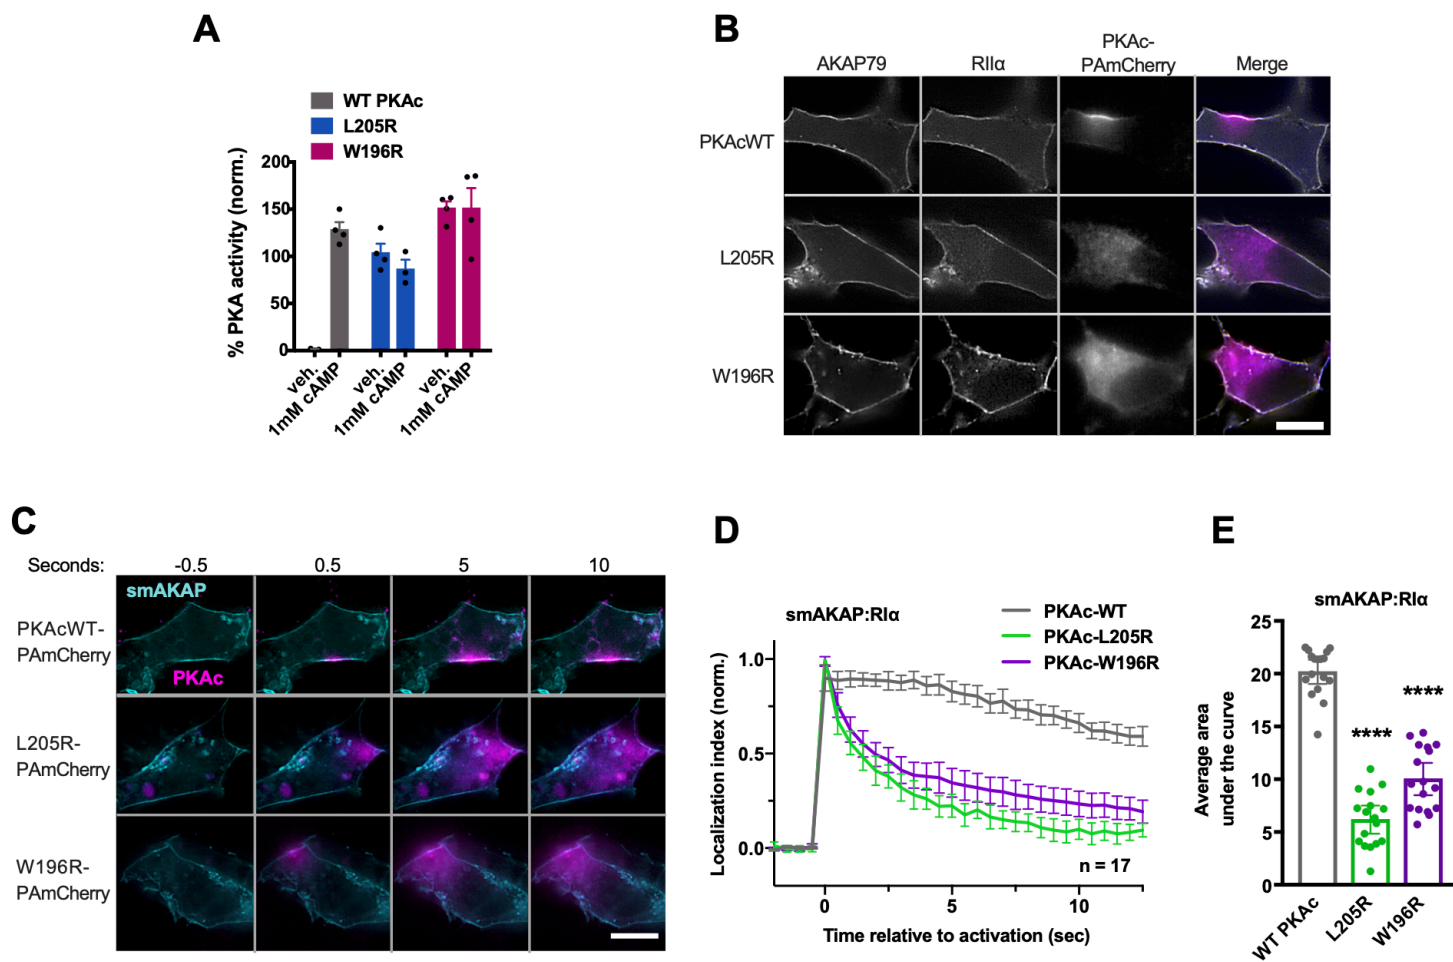 A
WT PKAc
L205R
W196R
% PKA activity (norm.)
200
150
100
50
0
veh.
1mM cAMP
veh.
1mM cAMP
veh.
1mM cAMP
B
AKAP79
RIIα
PKAc-
PAmCherry
Merge
PKAcWT
L205R
W196R
C
Seconds:
-0.5
0.5
5
10
smAKAP
PKAc
PKAcWT-
PAmCherry
L205R-
PAmCherry
W196R-
PAmCherry
D
smAKAP:RIα
PKAc-WT
PKAc-L205R
PKAc-W196R
Localization index (norm.)
1.0
0.5
0.0
n = 17
0
5
10
Time relative to activation (sec)
E
smAKAP:RIα
Average area
under the curve
25
20
15
10
5
0
****
****
WT PKAc
L205R
W196R